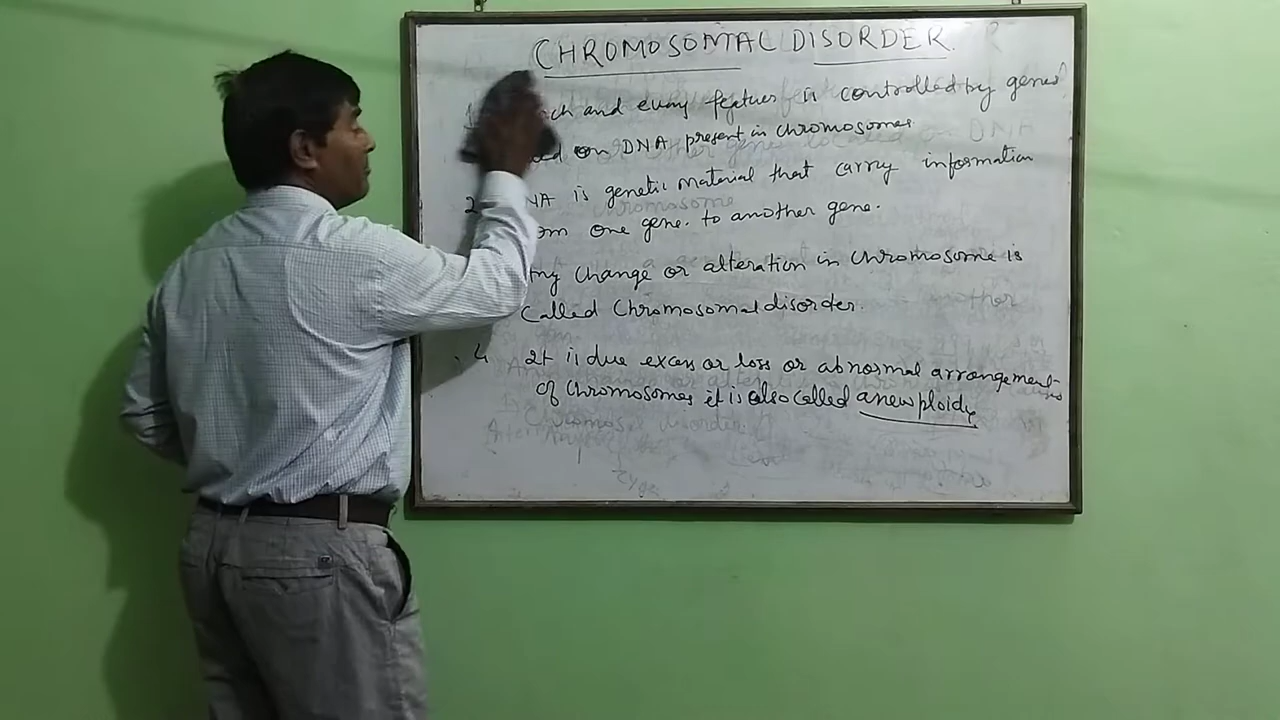 CHROMOSOMAL DISORDER.
ch and every features is controlled by genes
ed on DNA present in chromosomes
2 NA is genetic material that carry information
om one gene. to another gene.
Any change or alteration in chromosome is
Called Chromosomal disorder.
4 It is due excess or loss or abnormal arrangement
of chromosomes it is also called aneuploidy